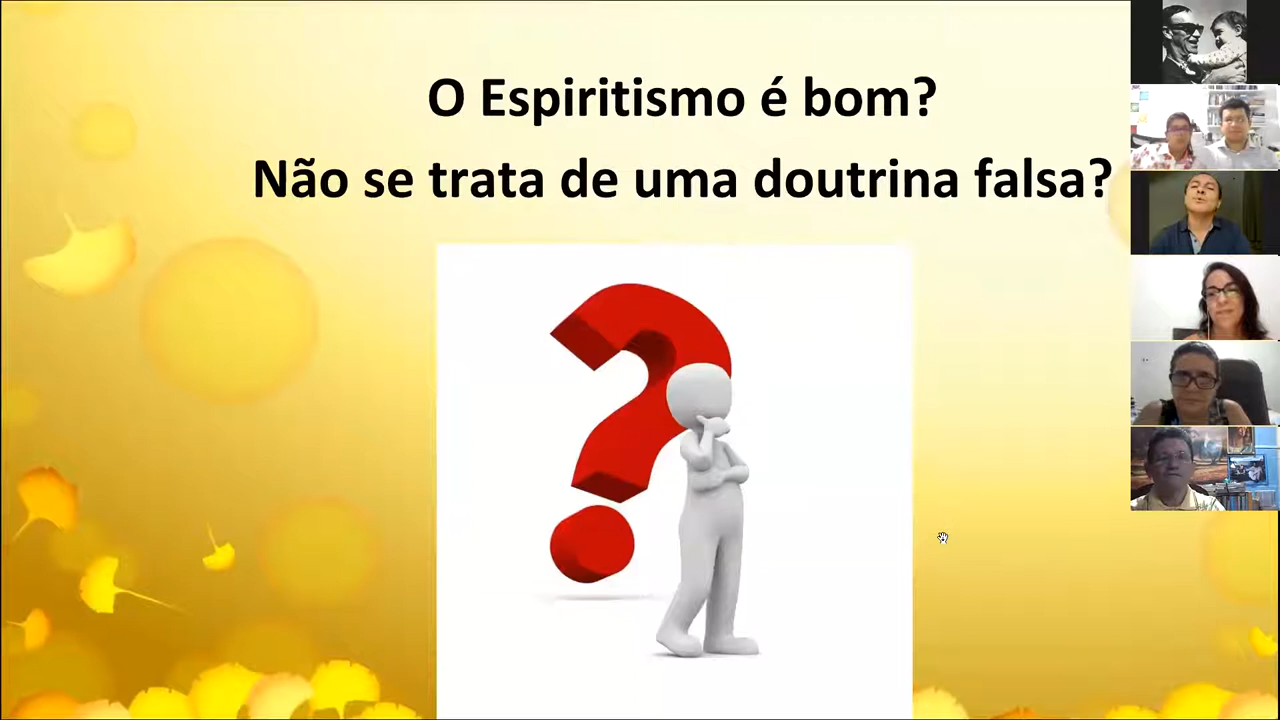 O Espiritismo é bom?
Não se trata de uma doutrina falsa?